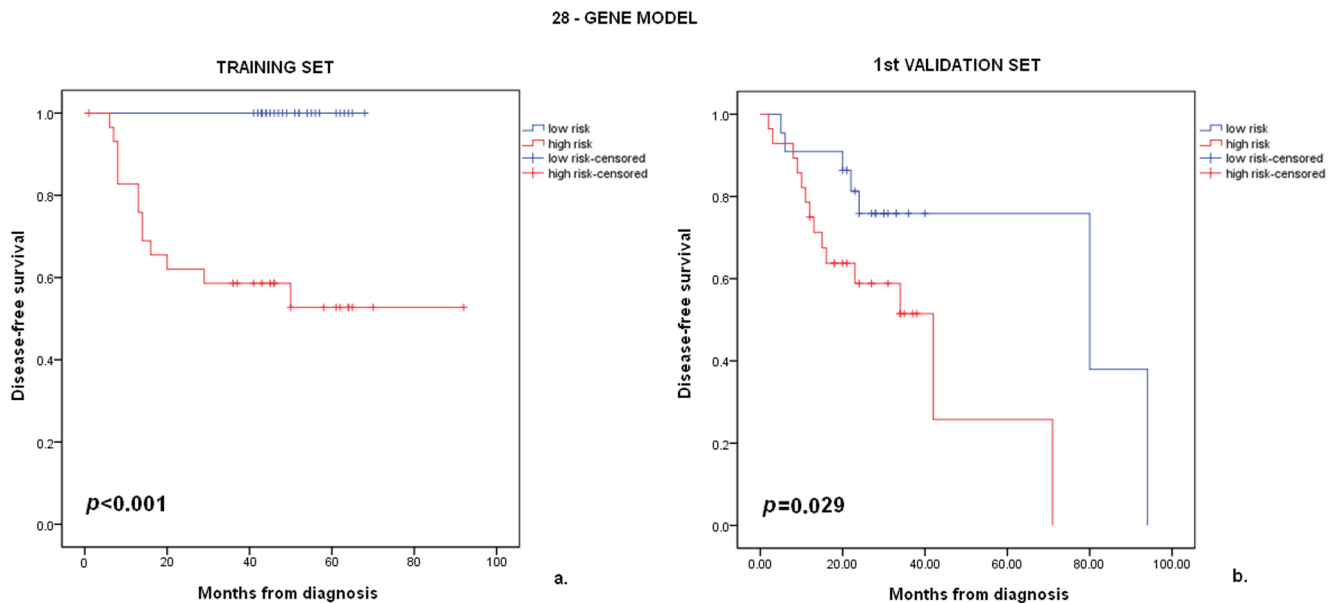 28 - GENE MODEL
TRAINING SET
1.0
0.8
0.6
0.4
0.2
0.0
Disease-free survival
0
20
40
60
80
100
Months from diagnosis
p<0.001
low risk
high risk
low risk-censored
high risk-censored
a.
1st VALIDATION SET
1.0
0.8
0.6
0.4
0.2
0.0
Disease-free survival
0.00
20.00
40.00
60.00
80.00
100.00
Months from diagnosis
p=0.029
low risk
high risk
low risk-censored
high risk-censored
b.